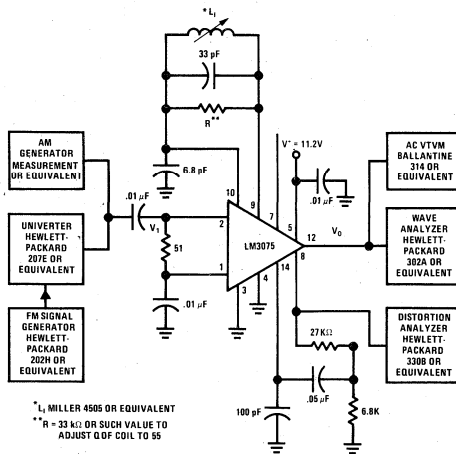 *L₁
33 pF
R**
6.8 pF
10
9
7
V⁺ = 11.2V
.01 µF
5
12
V₀
8
14
LM3075
2
1
3
4
.01 µF
V₁
51
.01 µF
AM
GENERATOR
MEASUREMENT
OR EQUIVALENT
UNIVERTER
HEWLETT-
PACKARD
207E OR
EQUIVALENT
FM SIGNAL
GENERATOR
HEWLETT-
PACKARD
202H OR
EQUIVALENT
AC VTVM
BALLANTINE
314 OR
EQUIVALENT
WAVE
ANALYZER
HEWLETT-
PACKARD
302A OR
EQUIVALENT
DISTORTION
ANALYZER
HEWLETT-
PACKARD
330B OR
EQUIVALENT
27KΩ
.05 µF
100 pF
6.8K
*L₁ MILLER 4505 OR EQUIVALENT
**R = 33 kΩ OR SUCH VALUE TO
ADJUST Q OF COIL TO 55